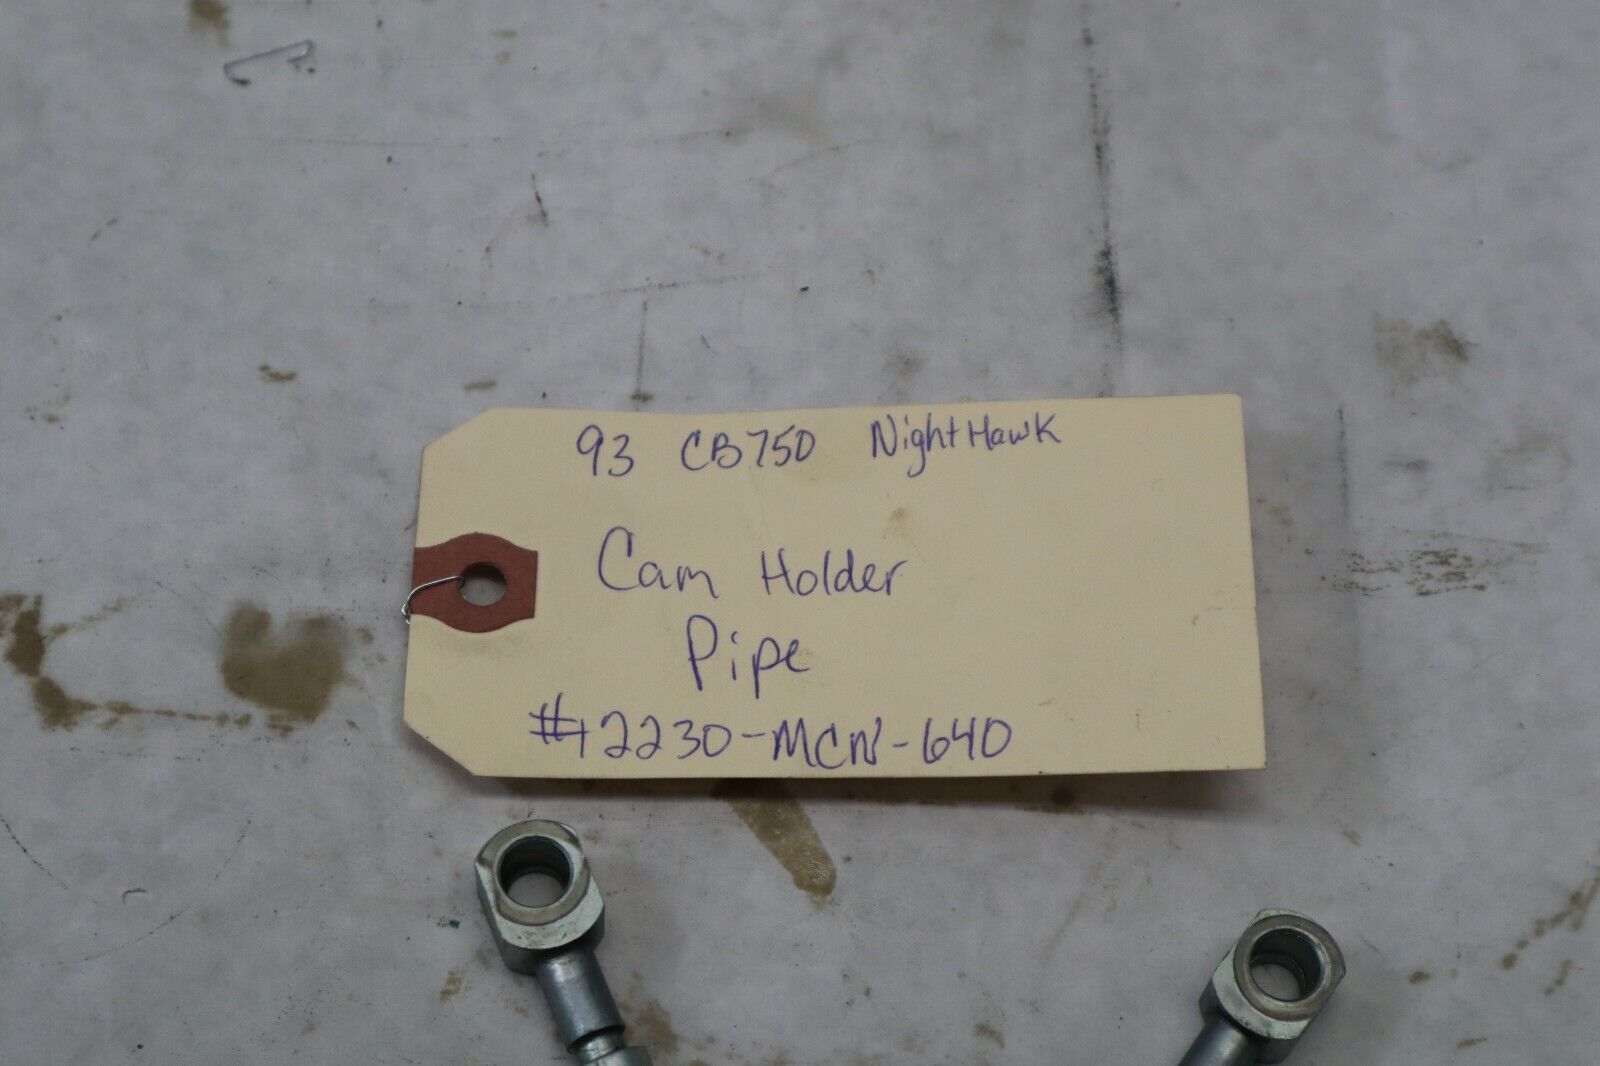 93 CB750 NightHawk
Cam Holder
Pipe
#12230-MCN-640